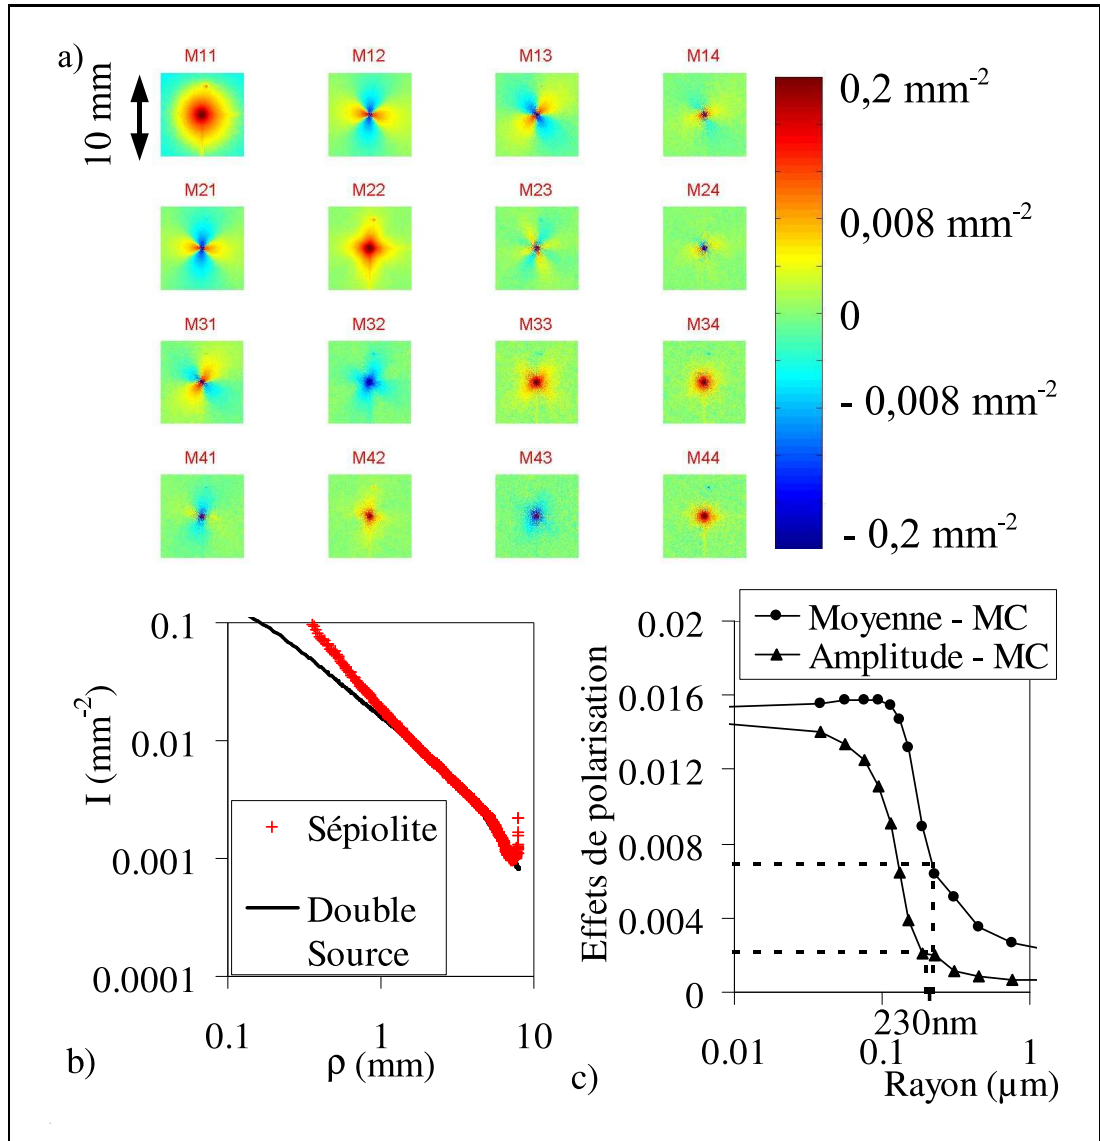 a)
10 mm
M11 M12 M13 M14
M21 M22 M23 M24
M31 M32 M33 M34
M41 M42 M43 M44
0,2 mm⁻²
0,008 mm⁻²
0
- 0,008 mm⁻²
- 0,2 mm⁻²
b)
I (mm⁻²)
0.1
0.01
0.001
0.0001
Sépiolite
Double
Source
0.1 1 10
ρ (mm)
c)
Effets de polarisation
Moyenne - MC
Amplitude - MC
0.02
0.016
0.012
0.008
0.004
0
230nm
0.01 0.1 1
Rayon (µm)